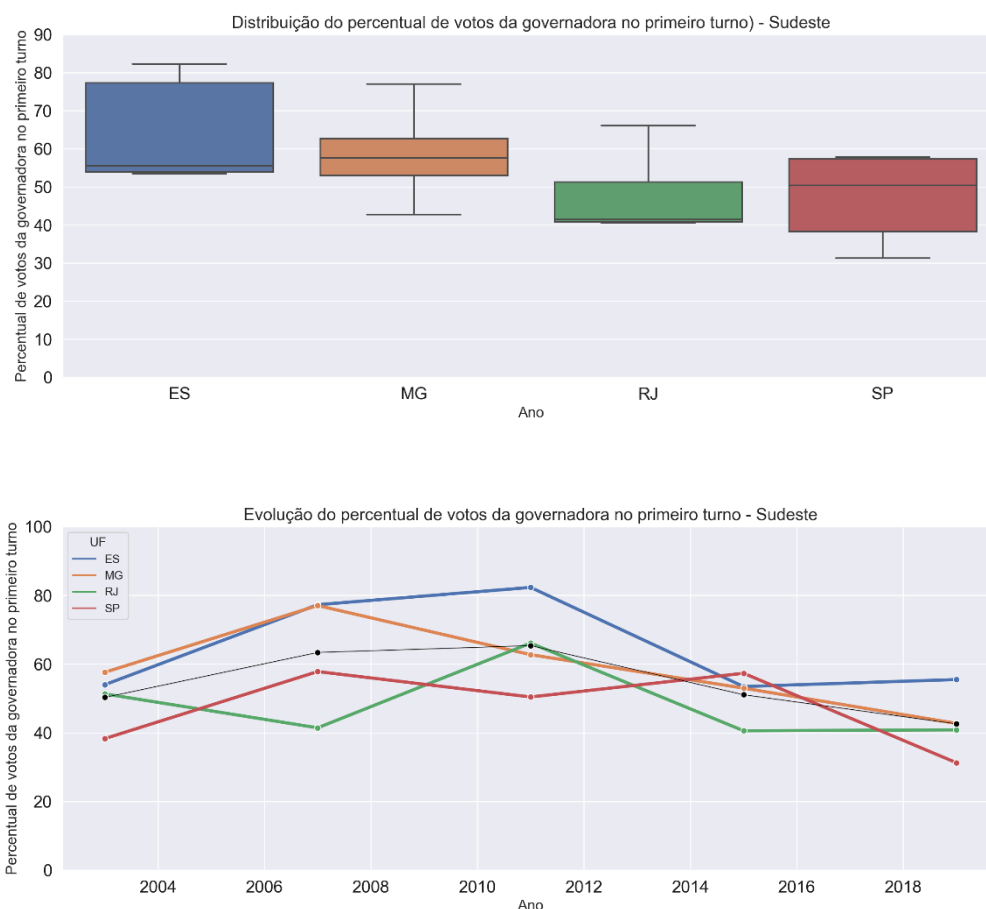 Distribuição do percentual de votos da governadora no primeiro turno) - Sudeste
Percentual de votos da governadora no primeiro turno
90
80
70
60
50
40
30
20
10
0
ES MG RJ SP
Ano
Evolução do percentual de votos da governadora no primeiro turno - Sudeste
Percentual de votos da governadora no primeiro turno
100
80
60
40
20
0
UF
ES
MG
RJ
SP
2004 2006 2008 2010 2012 2014 2016 2018
Ano